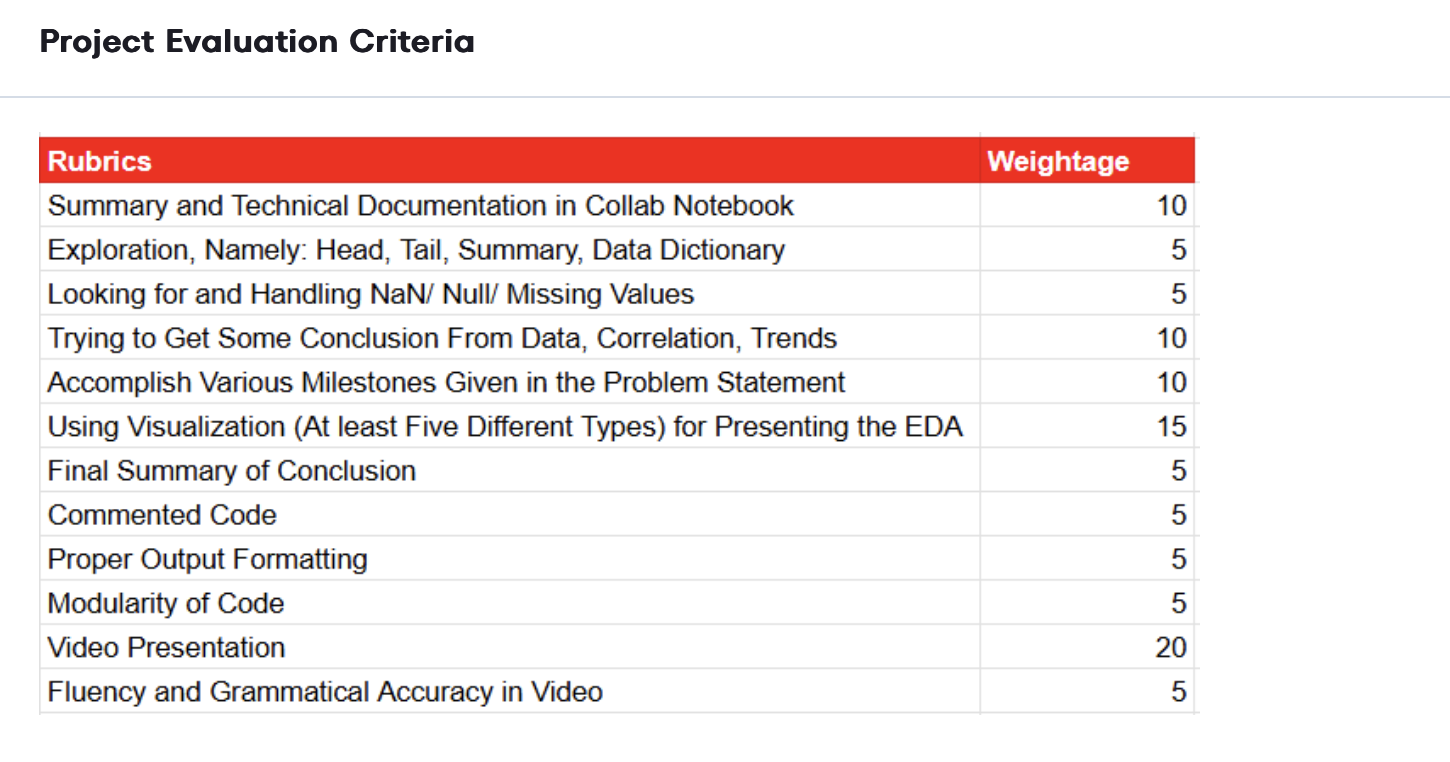 Project Evaluation Criteria
Rubrics Weightage
Summary and Technical Documentation in Collab Notebook 10
Exploration, Namely: Head, Tail, Summary, Data Dictionary 5
Looking for and Handling NaN/ Null/ Missing Values 5
Trying to Get Some Conclusion From Data, Correlation, Trends 10
Accomplish Various Milestones Given in the Problem Statement 10
Using Visualization (At least Five Different Types) for Presenting the EDA 15
Final Summary of Conclusion 5
Commented Code 5
Proper Output Formatting 5
Modularity of Code 5
Video Presentation 20
Fluency and Grammatical Accuracy in Video 5